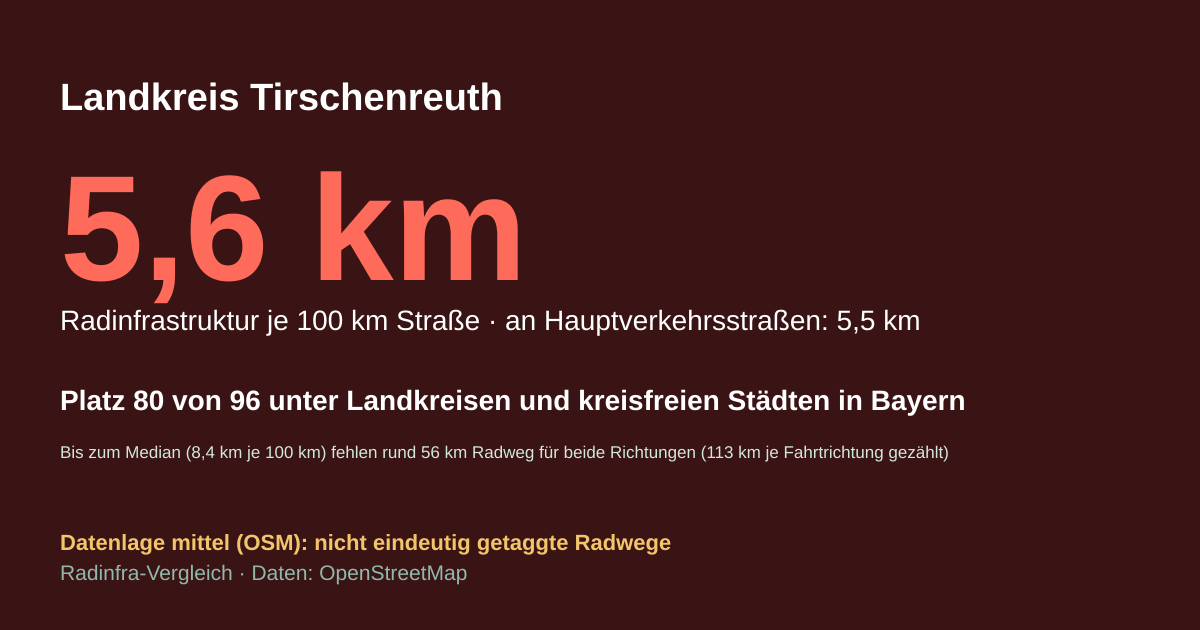 Landkreis Tirschenreuth
5,6 km
Radinfrastruktur je 100 km Straße · an Hauptverkehrsstraßen: 5,5 km
Platz 80 von 96 unter Landkreisen und kreisfreien Städten in Bayern
Bis zum Median (8,4 km je 100 km) fehlen rund 56 km Radweg für beide Richtungen (113 km je Fahrtrichtung gezählt)
Datenlage mittel (OSM): nicht eindeutig getaggte Radwege
Radinfra-Vergleich · Daten: OpenStreetMap